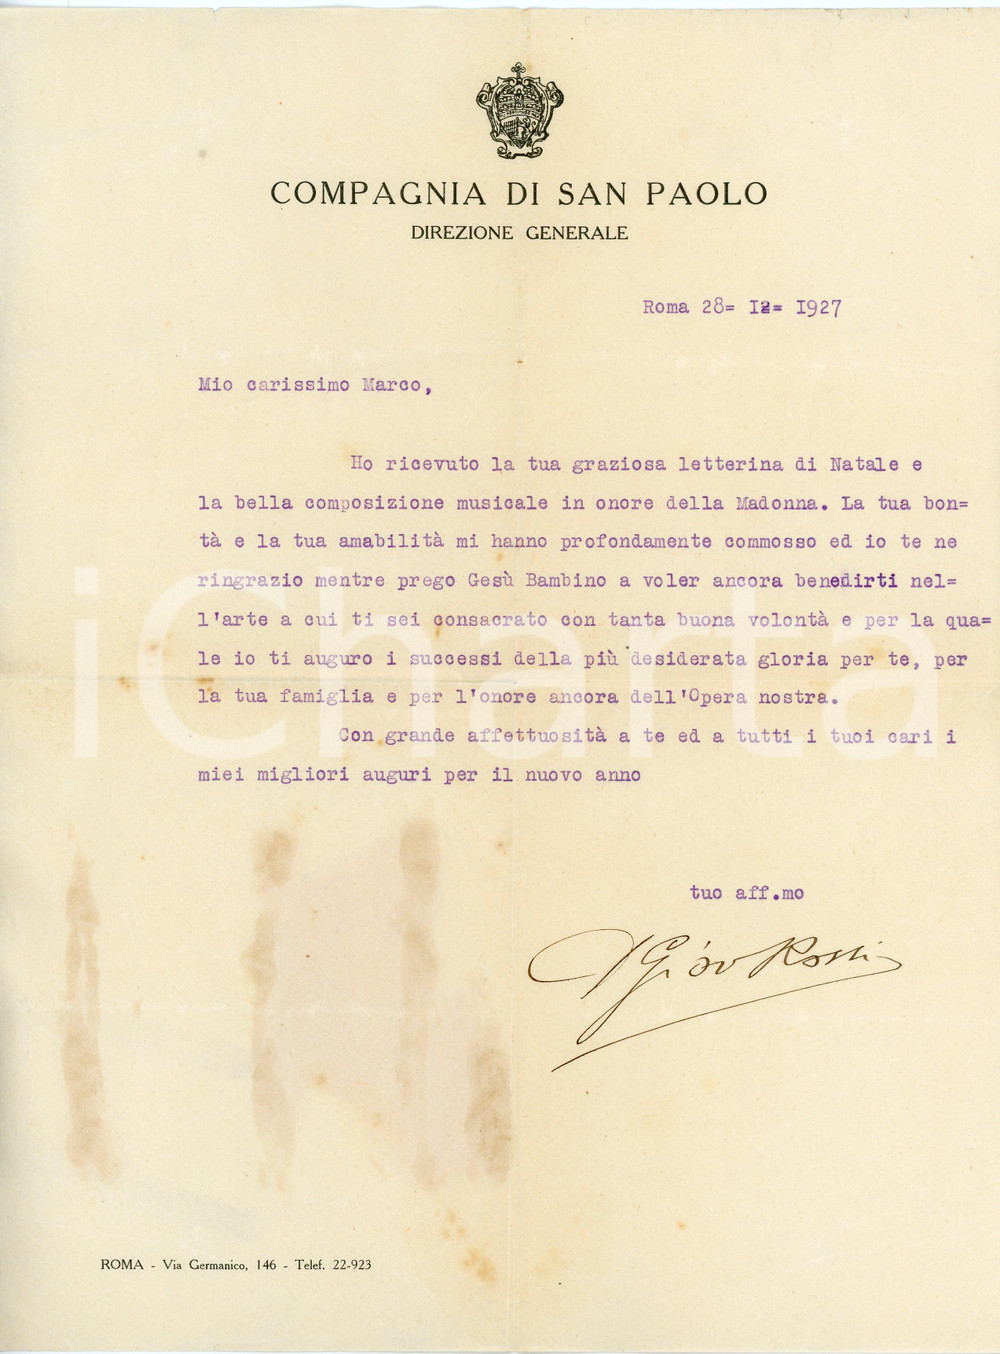 COMPAGNIA DI SAN PAOLO
DIREZIONE GENERALE
Roma 28= I2= I927
Mio carissimo Marco,
Ho ricevuto la tua graziosa letterina di Natale e
la bella composizione musicale in onore della Madonna. La tua bon=
tà e la tua amabilità mi hanno profondamente commosso ed io te ne
ringrazio mentre prego Gesù Bambino a voler ancora benedirti nel=
l'arte a cui ti sei consacrato con tanta buona volontà e per la qua=
le io ti auguro i successi della più desiderata gloria per te, per
la tua famiglia e per l'onore ancora dell'Opera nostra.
Con grande affettuosità a te ed a tutti i tuoi cari i
miei migliori auguri per il nuovo anno
tuo aff.mo
Giov Rossi
ROMA - Via Germanico, 146 - Telef. 22-923
iCharta